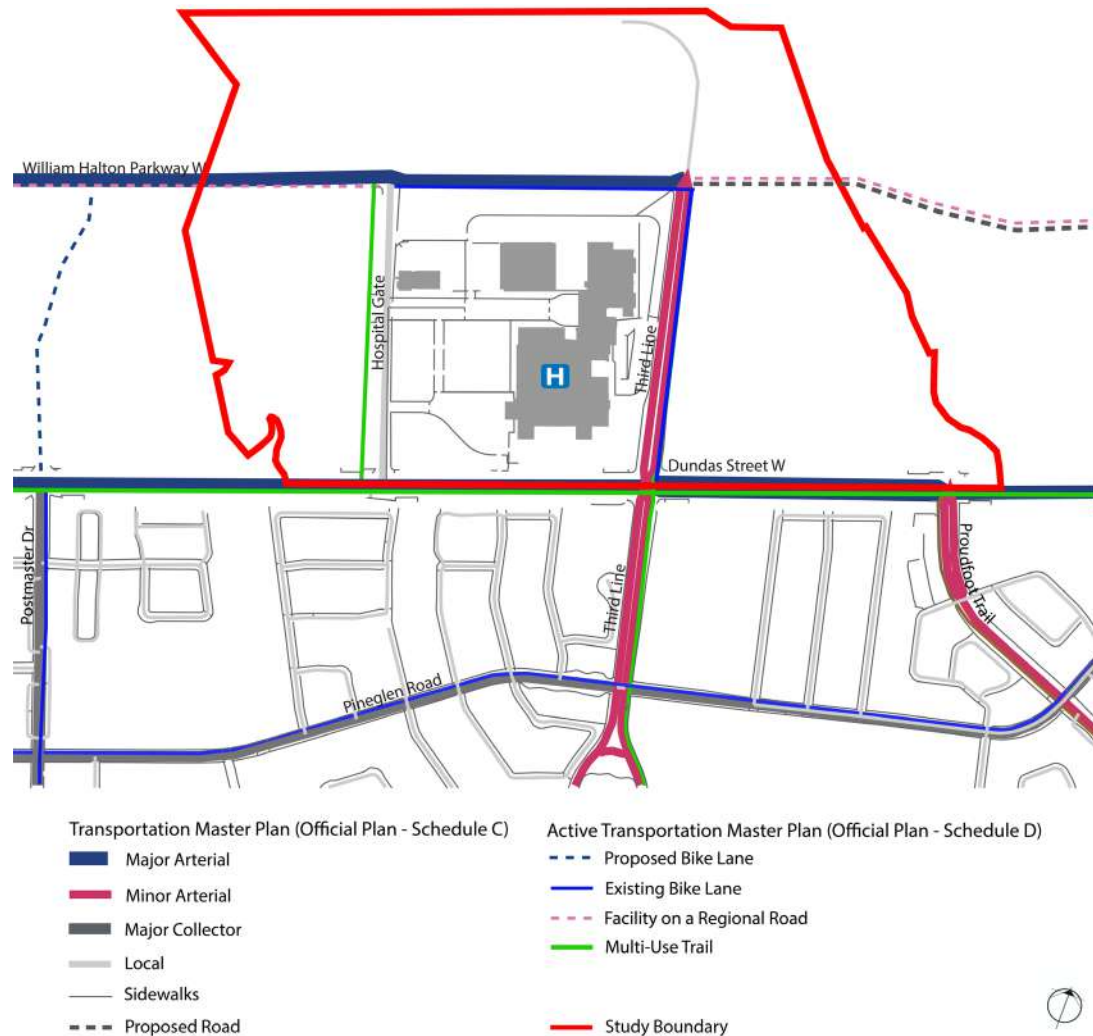 William Halton Parkway W
Hospital Gate
Third Line
H
Dundas Street W
Postmaster Dr
Third Line
Proudfoot Trail
Pineglen Road
Transportation Master Plan (Official Plan - Schedule C)
Major Arterial
Minor Arterial
Major Collector
Local
Sidewalks
Proposed Road
Active Transportation Master Plan (Official Plan - Schedule D)
Proposed Bike Lane
Existing Bike Lane
Facility on a Regional Road
Multi-Use Trail
Study Boundary